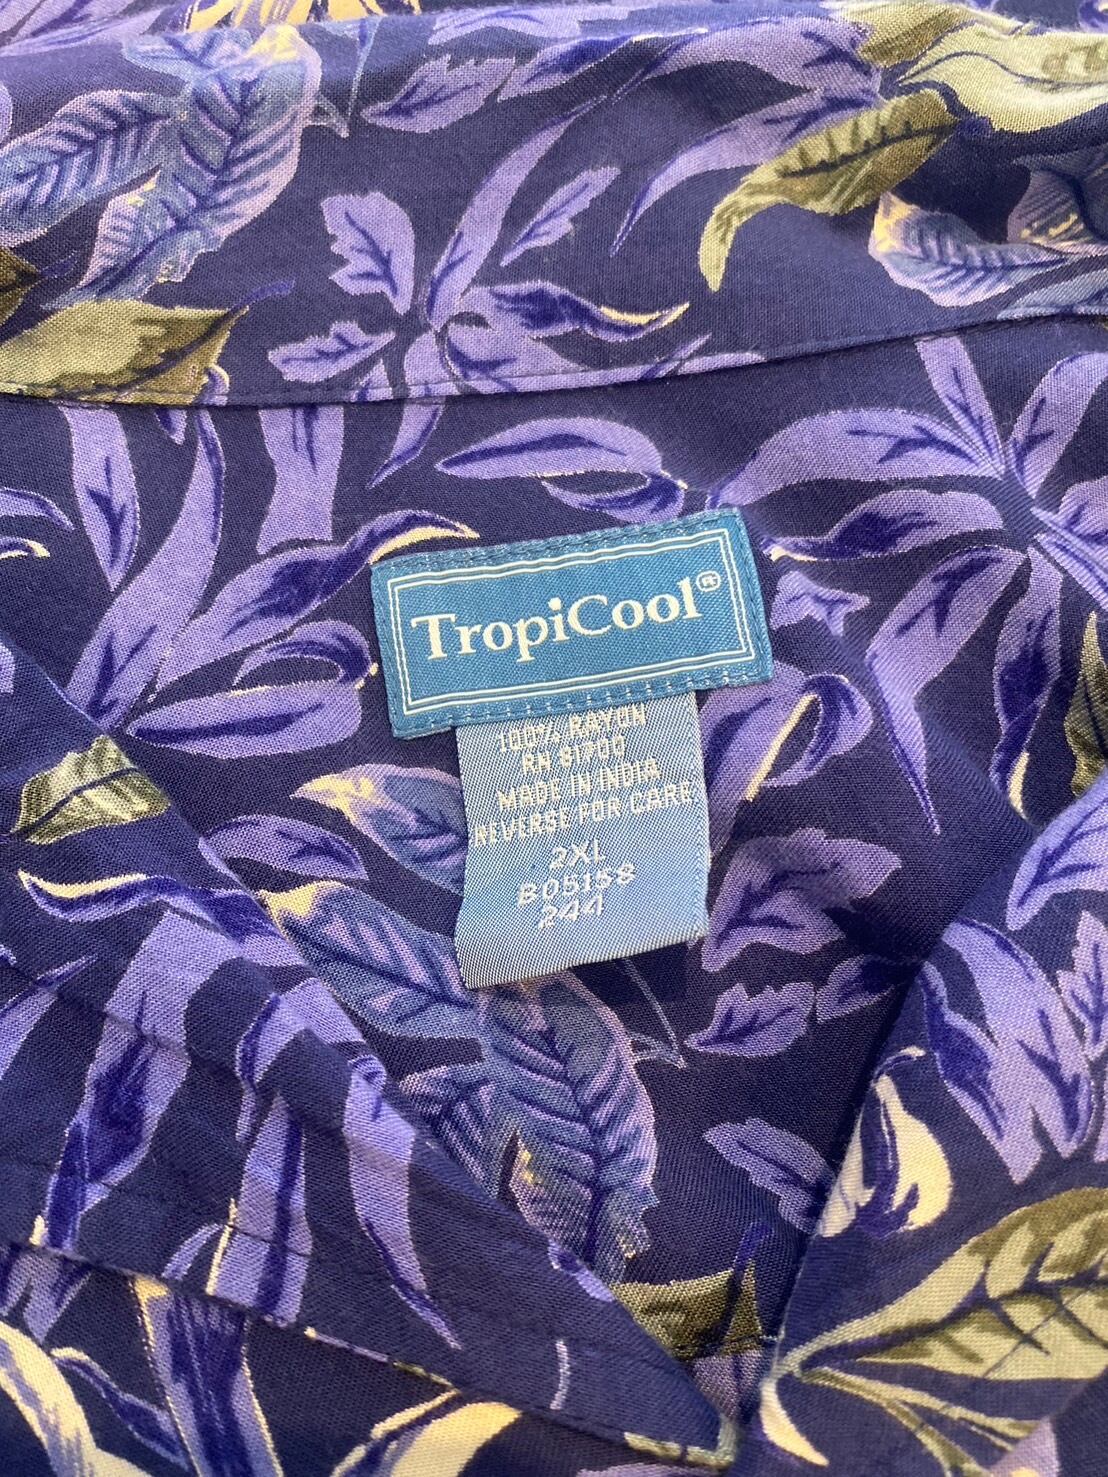 TropiCool®
100% RAYON
RN 81700
MADE IN INDIA
REVERSE FOR CARE
2XL
B05158
244